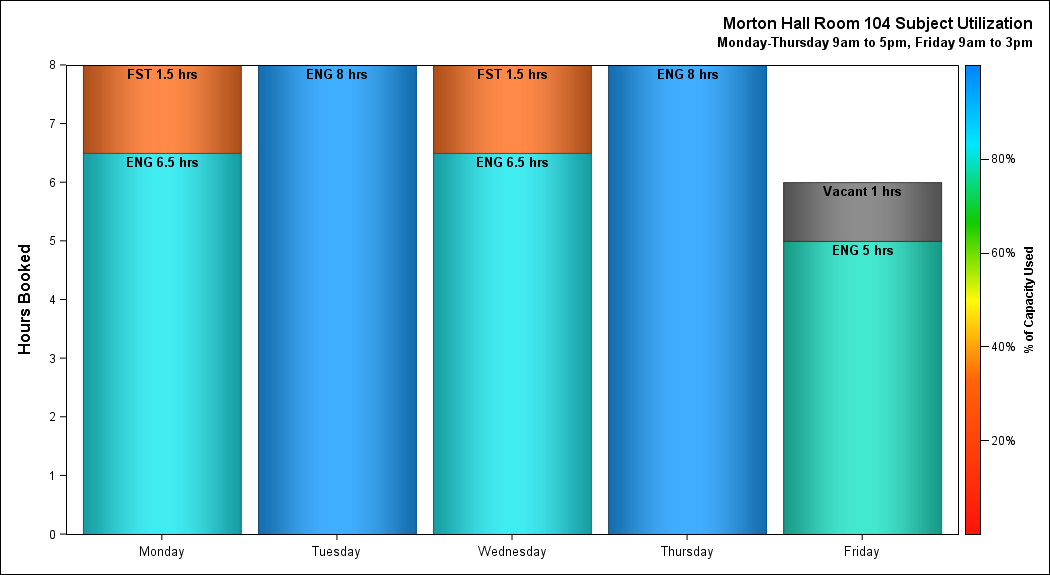 Morton Hall Room 104 Subject Utilization
Monday-Thursday 9am to 5pm, Friday 9am to 3pm
Hours Booked
8
7
6
5
4
3
2
1
0
FST 1.5 hrs
ENG 6.5 hrs
ENG 8 hrs
FST 1.5 hrs
ENG 6.5 hrs
ENG 8 hrs
Vacant 1 hrs
ENG 5 hrs
Monday
Tuesday
Wednesday
Thursday
Friday
80%
60%
40%
20%
% of Capacity Used